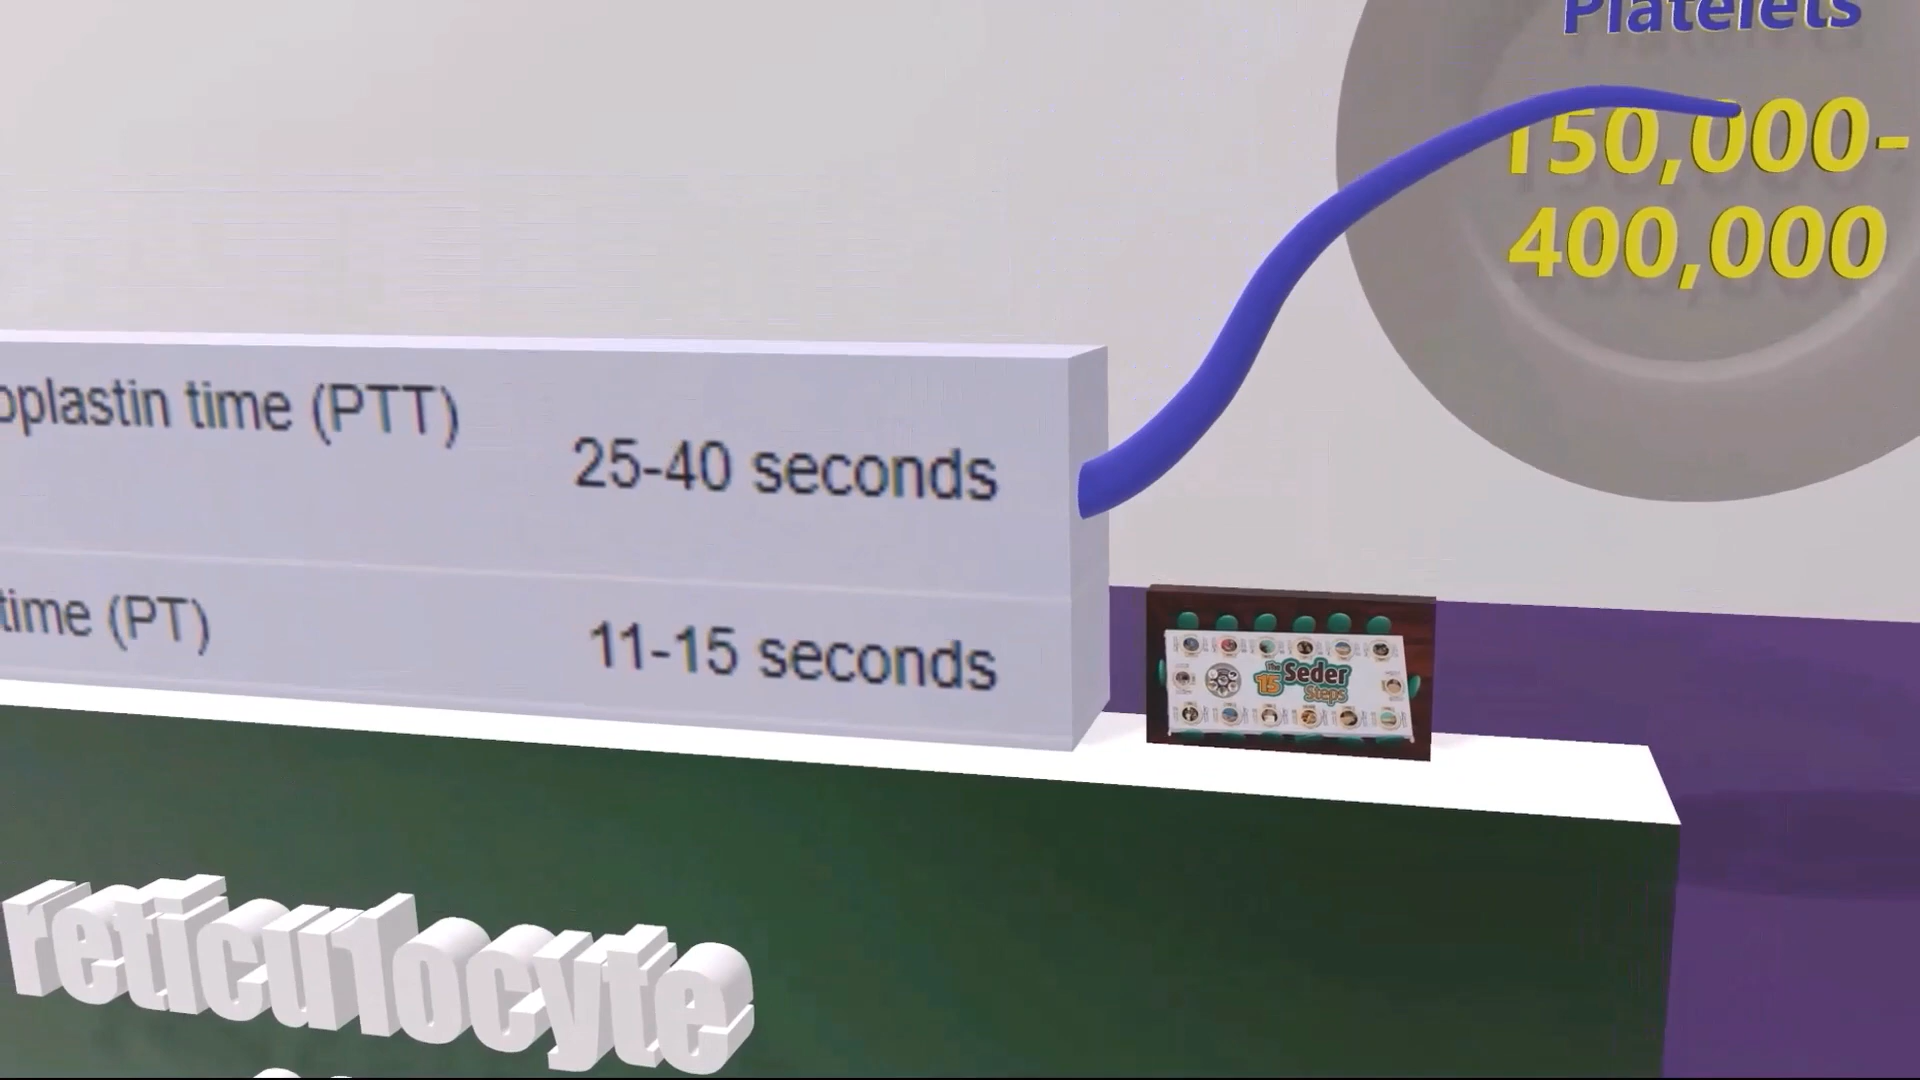 Platelets
150,000-
400,000
oplastin time (PTT)
25-40 seconds
time (PT)
11-15 seconds
The
Seder
15
Steps
reticu1ocyte